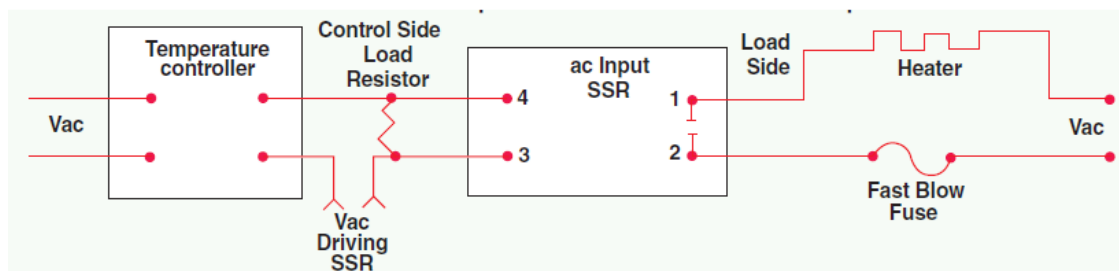 Temperature
controller
Control Side
Load
Resistor
ac Input
SSR
Load
Side
Heater
4
1
Vac
Vac
3
2
Fast Blow
Fuse
Vac
Driving
SSR